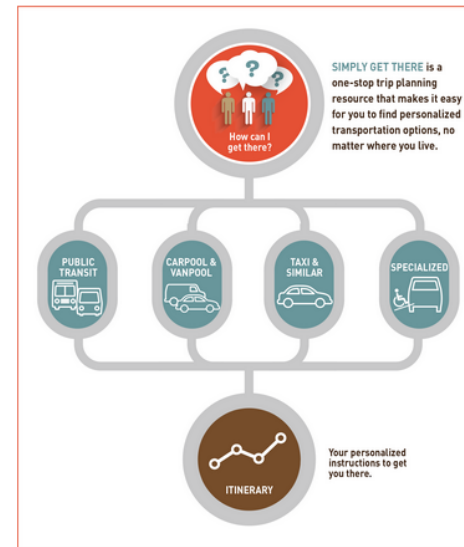 ? ? ?
How can I
get there?
SIMPLY GET THERE is a
one-stop trip planning
resource that makes it easy
for you to find personalized
transportation options, no
matter where you live.
PUBLIC
TRANSIT
CARPOOL &
VANPOOL
TAXI &
SIMILAR
SPECIALIZED
Your personalized
instructions to get
you there.
ITINERARY